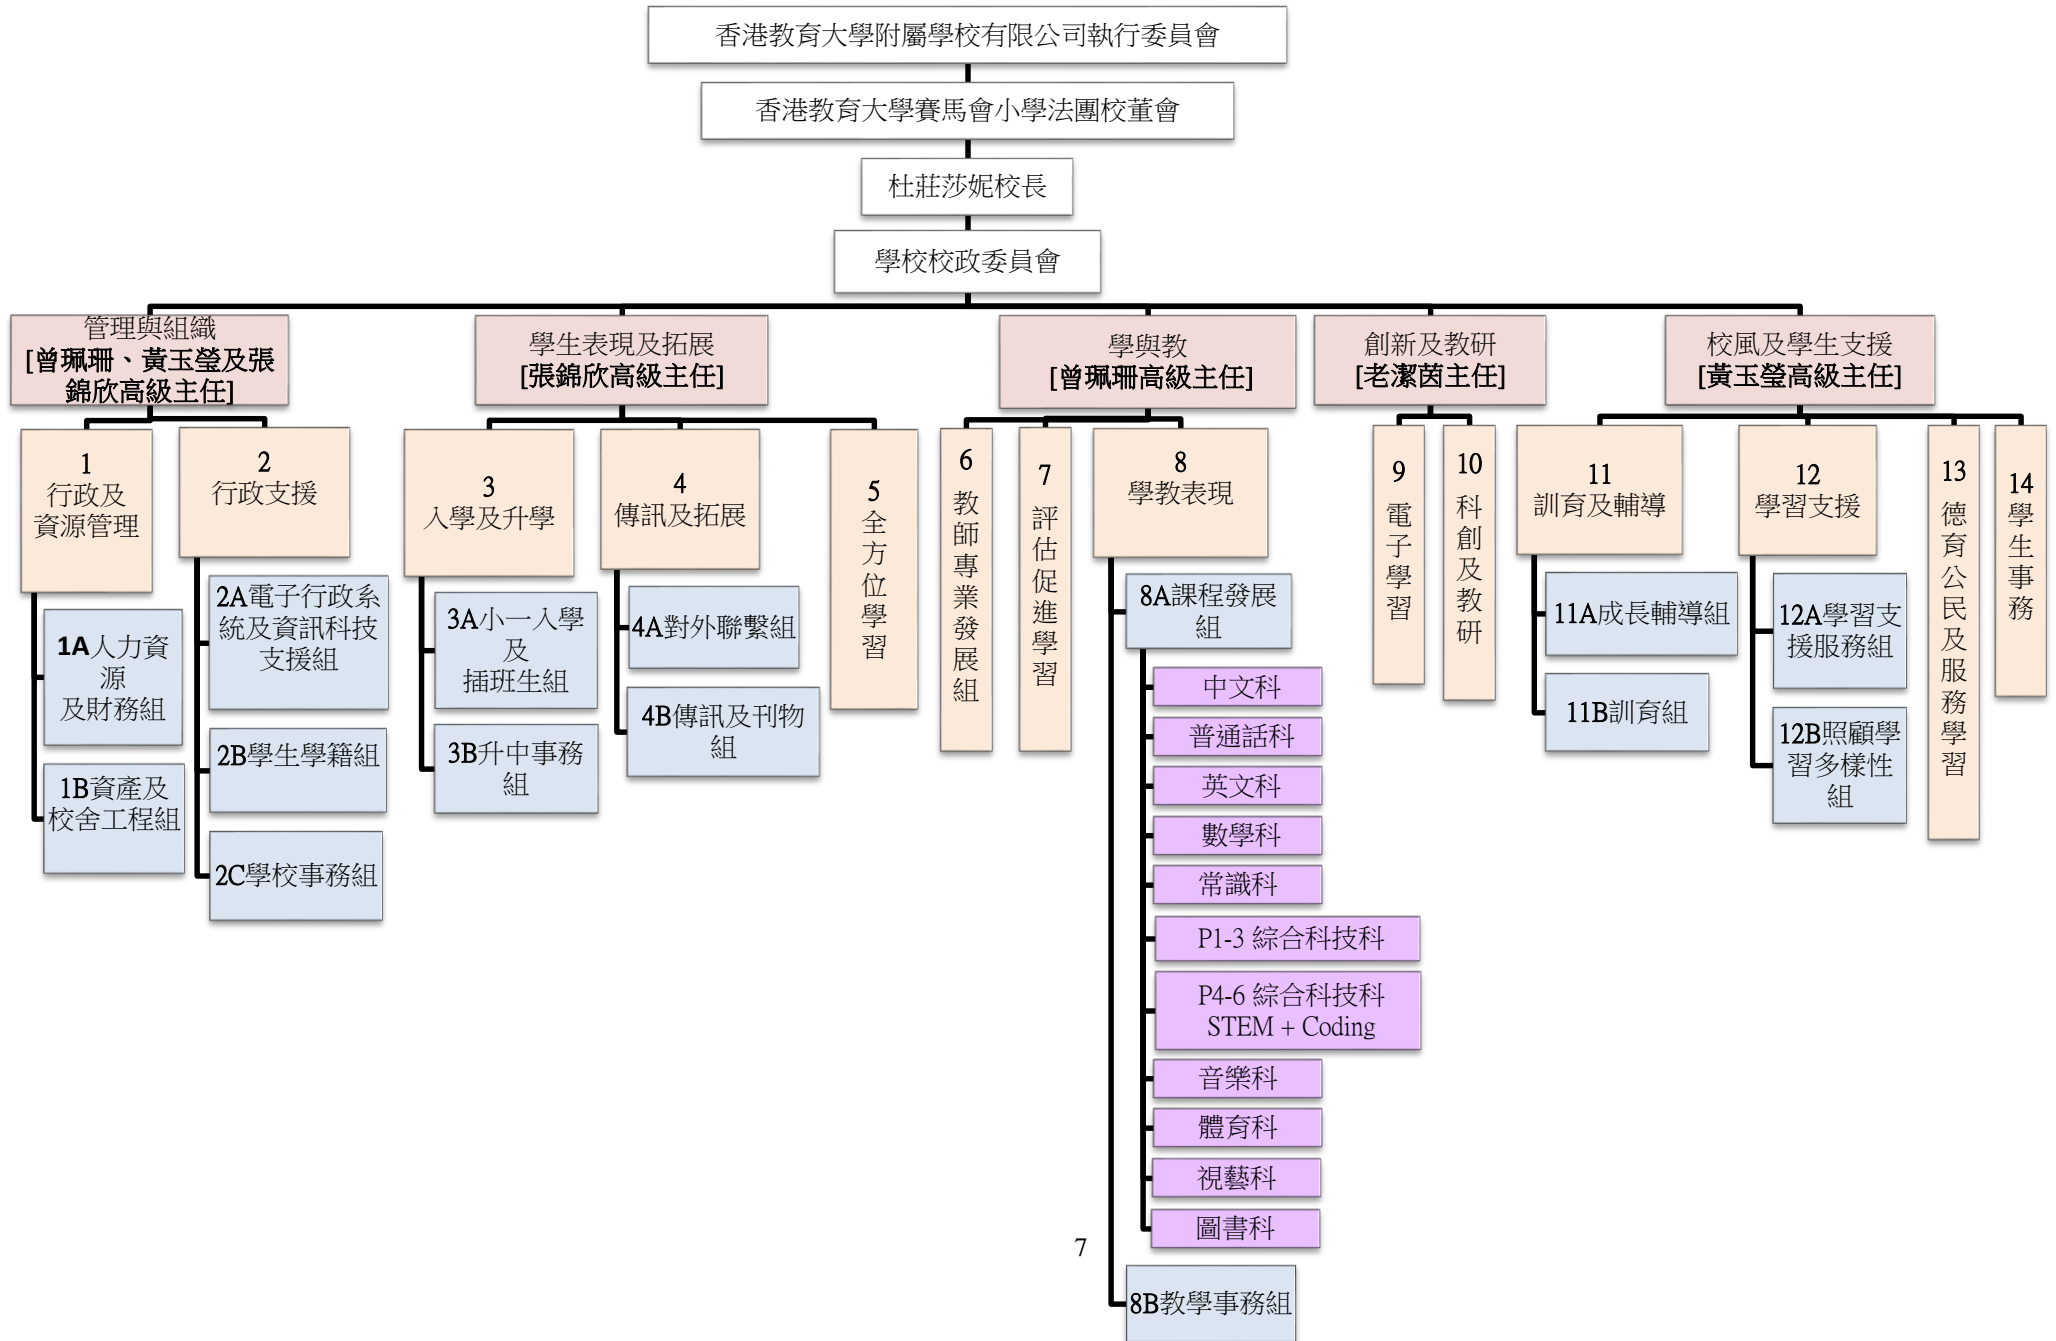 香港教育大學附屬學校有限公司執行委員會
香港教育大學賽馬會小學法團校董會
杜莊莎妮校長
學校校政委員會
管理與組織
[曾珮珊、黃玉瑩及張
錦欣高級主任]
學生表現及拓展
[張錦欣高級主任]
學與教
[曾珮珊高級主任]
創新及教研
[老潔茵主任]
校風及學生支援
[黃玉瑩高級主任]
1
行政及
資源管理
1A人力資
源
及財務組
1B資產及
校舍工程組
2
行政支援
2A電子行政系
統及資訊科技
支援組
2B學生學籍組
2C學校事務組
3
入學及升學
3A小一入學
及
插班生組
3B升中事務
組
4
傳訊及拓展
4A對外聯繫組
4B傳訊及刊物
組
5
全方位學習
6
教師專業發展組
7
評估促進學習
8
學教表現
8A課程發展
組
中文科
普通話科
英文科
數學科
常識科
P1-3 綜合科技科
P4-6 綜合科技科
STEM + Coding
音樂科
體育科
視藝科
圖書科
8B教學事務組
9
電子學習
10
科創及教研
11
訓育及輔導
11A成長輔導組
11B訓育組
12
學習支援
12A學習支
援服務組
12B照顧學
習多樣性
組
13
德育公民及服務學習
14
學生事務
7